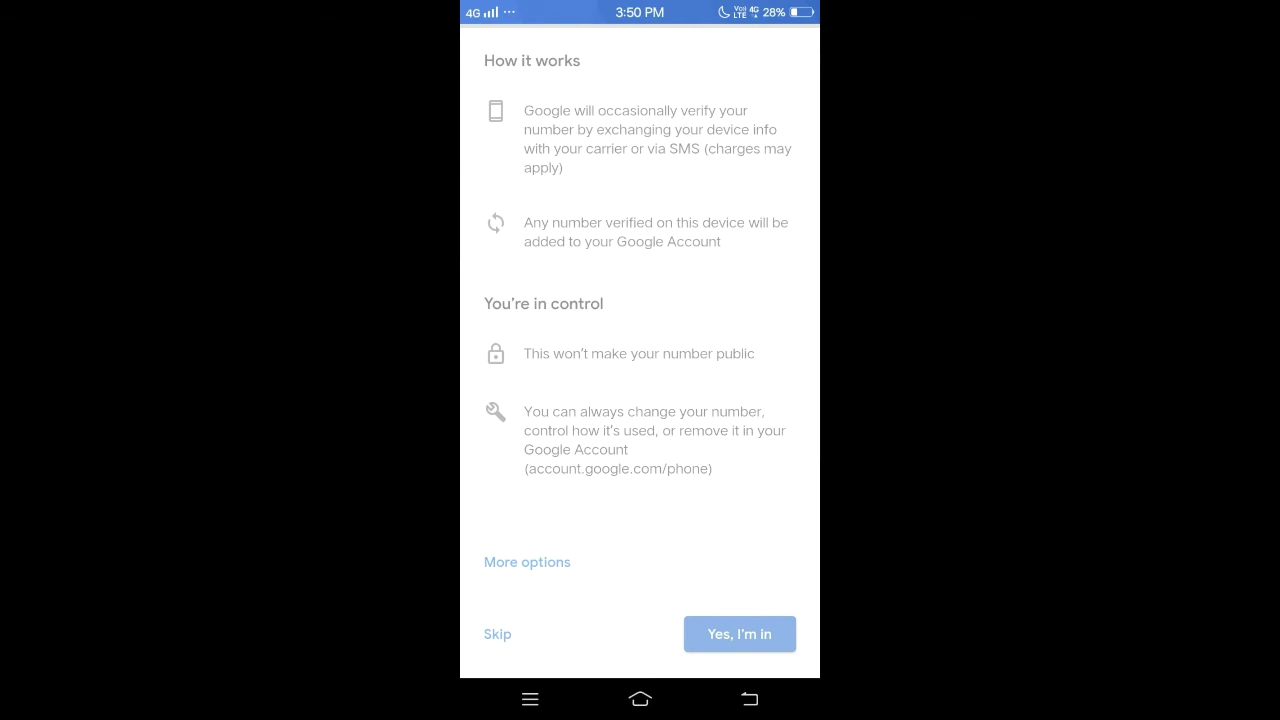 4G ... 3:50 PM Vo) LTE 4G 28%
How it works
Google will occasionally verify your
number by exchanging your device info
with your carrier or via SMS (charges may
apply)
Any number verified on this device will be
added to your Google Account
You're in control
This won't make your number public
You can always change your number,
control how it's used, or remove it in your
Google Account
(account.google.com/phone)
More options
Skip Yes, I'm in